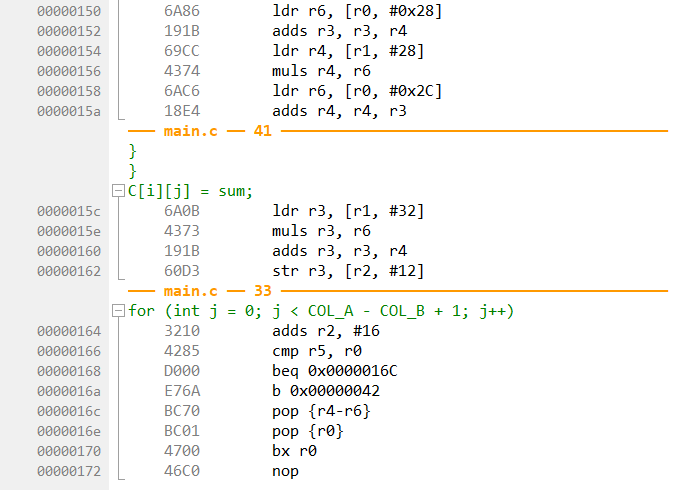 00000150 6A86 ldr r6, [r0, #0x28]
00000152 191B adds r3, r3, r4
00000154 69CC ldr r4, [r1, #28]
00000156 4374 muls r4, r6
00000158 6AC6 ldr r6, [r0, #0x2C]
0000015a 18E4 adds r4, r4, r3
main.c 41
}
}
C[i][j] = sum;
0000015c 6A0B ldr r3, [r1, #32]
0000015e 4373 muls r3, r6
00000160 191B adds r3, r3, r4
00000162 60D3 str r3, [r2, #12]
main.c 33
for (int j = 0; j < COL_A - COL_B + 1; j++)
00000164 3210 adds r2, #16
00000166 4285 cmp r5, r0
00000168 D000 beq 0x0000016C
0000016a E76A b 0x00000042
0000016c BC70 pop {r4-r6}
0000016e BC01 pop {r0}
00000170 4700 bx r0
00000172 46C0 nop